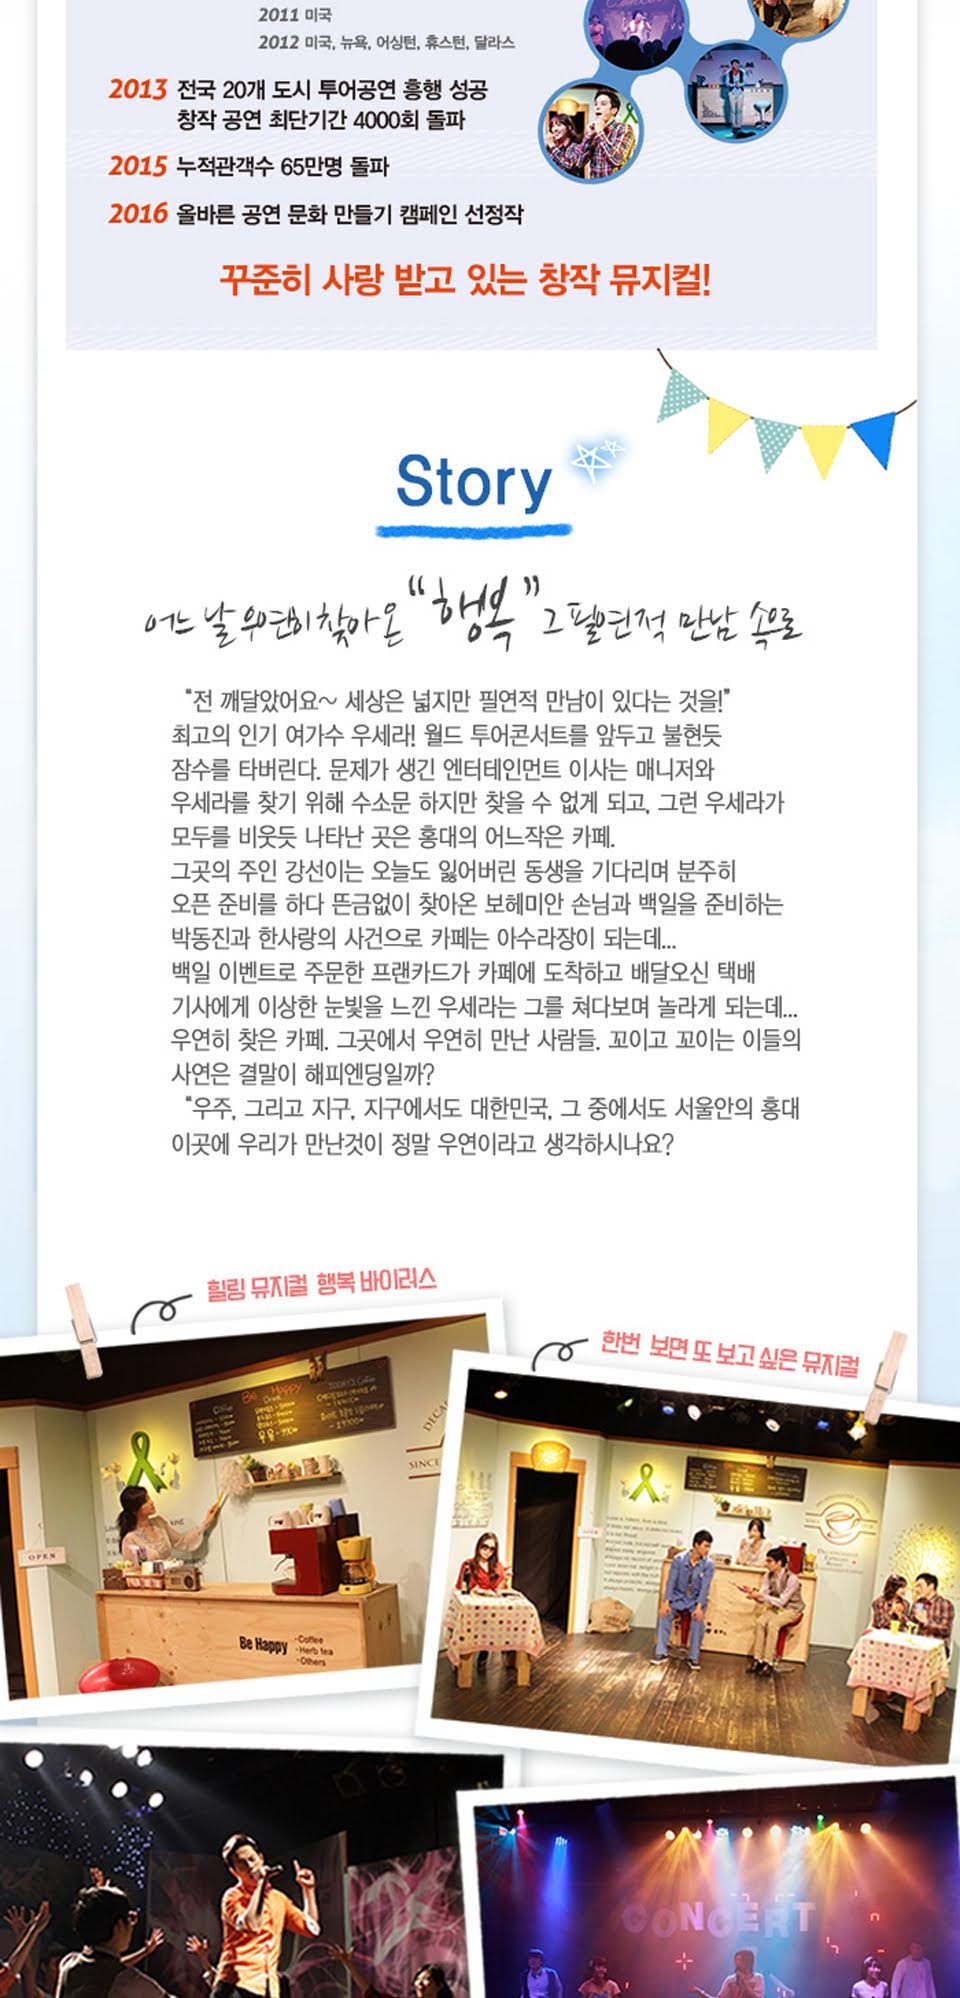 2011 미국
2012 미국, 뉴욕, 어싱턴, 휴스턴, 달라스
2013 전국 20개 도시 투어공연 흥행 성공
창작 공연 최단기간 4000회 돌파
2015 누적관객수 65만명 돌파
2016 올바른 공연 문화 만들기 캠페인 선정작
꾸준히 사랑 받고 있는 창작 뮤지컬!
Story
어느 날 우연히 찾아온 “행복” 그 필연적 만남 속으로
“전 깨달았어요~ 세상은 넓지만 필연적 만남이 있다는 것을!”
최고의 인기 여가수 우세라! 월드 투어콘서트를 앞두고 불현듯
잠수를 타버린다. 문제가 생긴 엔터테인먼트 이사는 매니저와
우세라를 찾기 위해 수소문 하지만 찾을 수 없게 되고, 그런 우세라가
모두를 비웃듯 나타난 곳은 홍대의 어느작은 카페.
그곳의 주인 강선이는 오늘도 잃어버린 동생을 기다리며 분주히
오픈 준비를 하다 뜬금없이 찾아온 보헤미안 손님과 백일을 준비하는
박동진과 한사랑의 사건으로 카페는 아수라장이 되는데...
백일 이벤트로 주문한 프랜카드가 카페에 도착하고 배달오신 택배
기사에게 이상한 눈빛을 느낀 우세라는 그를 쳐다보며 놀라게 되는데...
우연히 찾은 카페. 그곳에서 우연히 만난 사람들. 꼬이고 꼬이는 이들의
사연은 결말이 해피엔딩일까?
“우주, 그리고 지구, 지구에서도 대한민국, 그 중에서도 서울안의 홍대
이곳에 우리가 만난것이 정말 우연이라고 생각하시나요?
힐링 뮤지컬 행복 바이러스
한번 보면 또 보고 싶은 뮤지컬
Be Happy
Coffee
TODAY'S Coffee
SINCE
OPEN
Be Happy
-Coffee
-Herb tea
-Others
CONCERT